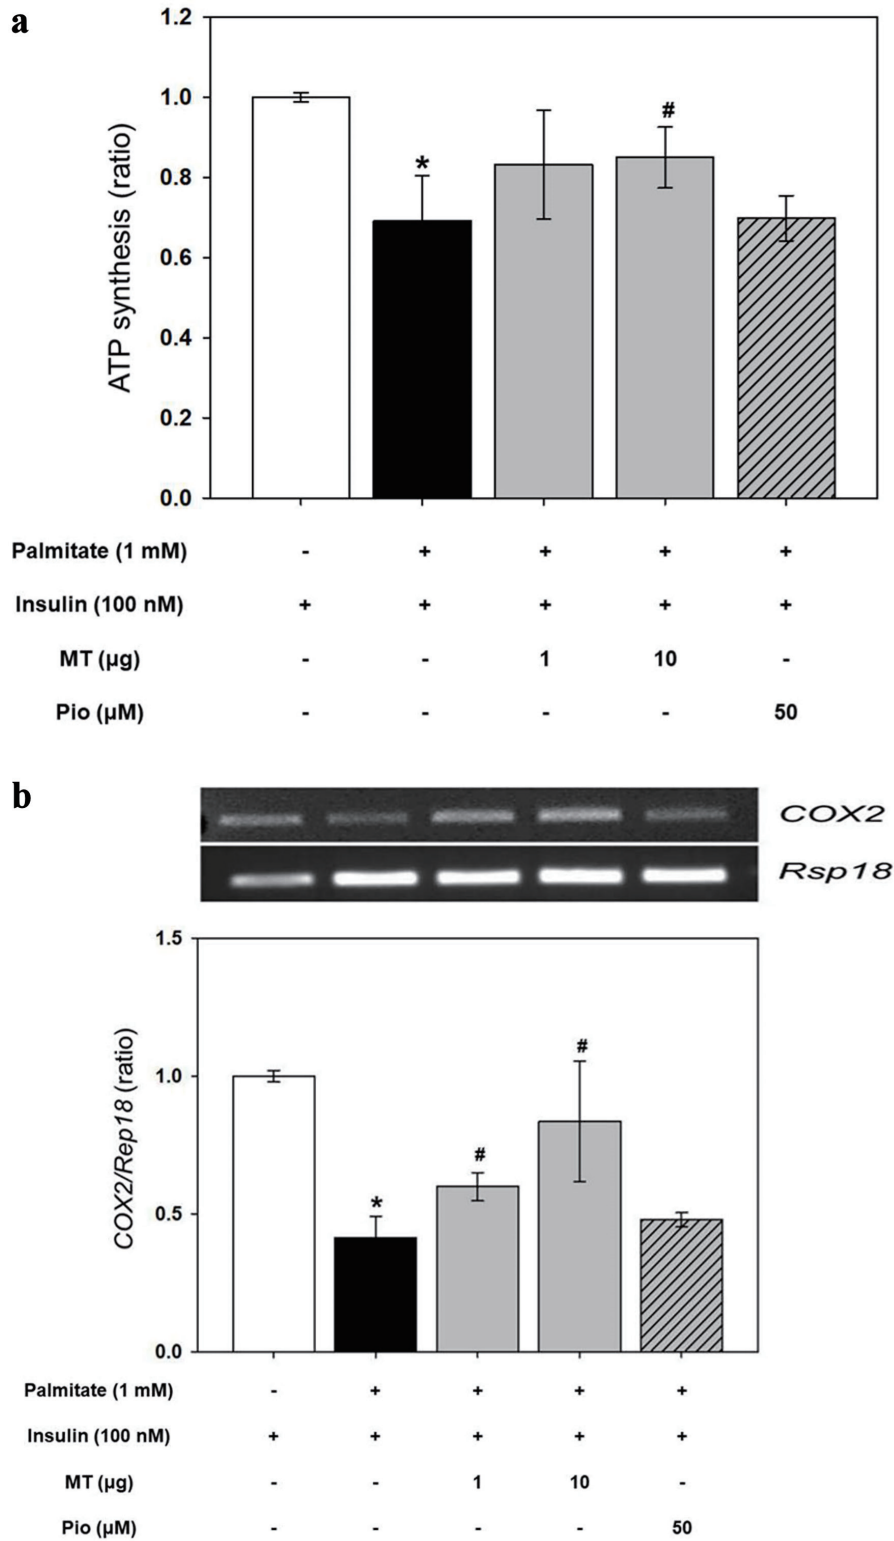 a
ATP synthesis (ratio)
1.2
1.0
0.8
0.6
0.4
0.2
0.0
*
#
Palmitate (1 mM) - + + + +
Insulin (100 nM) + + + + +
MT (µg) - - 1 10 -
Pio (µM) - - - - 50
b
COX2
Rsp18
COX2/Rep18 (ratio)
1.5
1.0
0.5
0.0
*
#
#
Palmitate (1 mM) - + + + +
Insulin (100 nM) + + + + +
MT (µg) - - 1 10 -
Pio (µM) - - - - 50